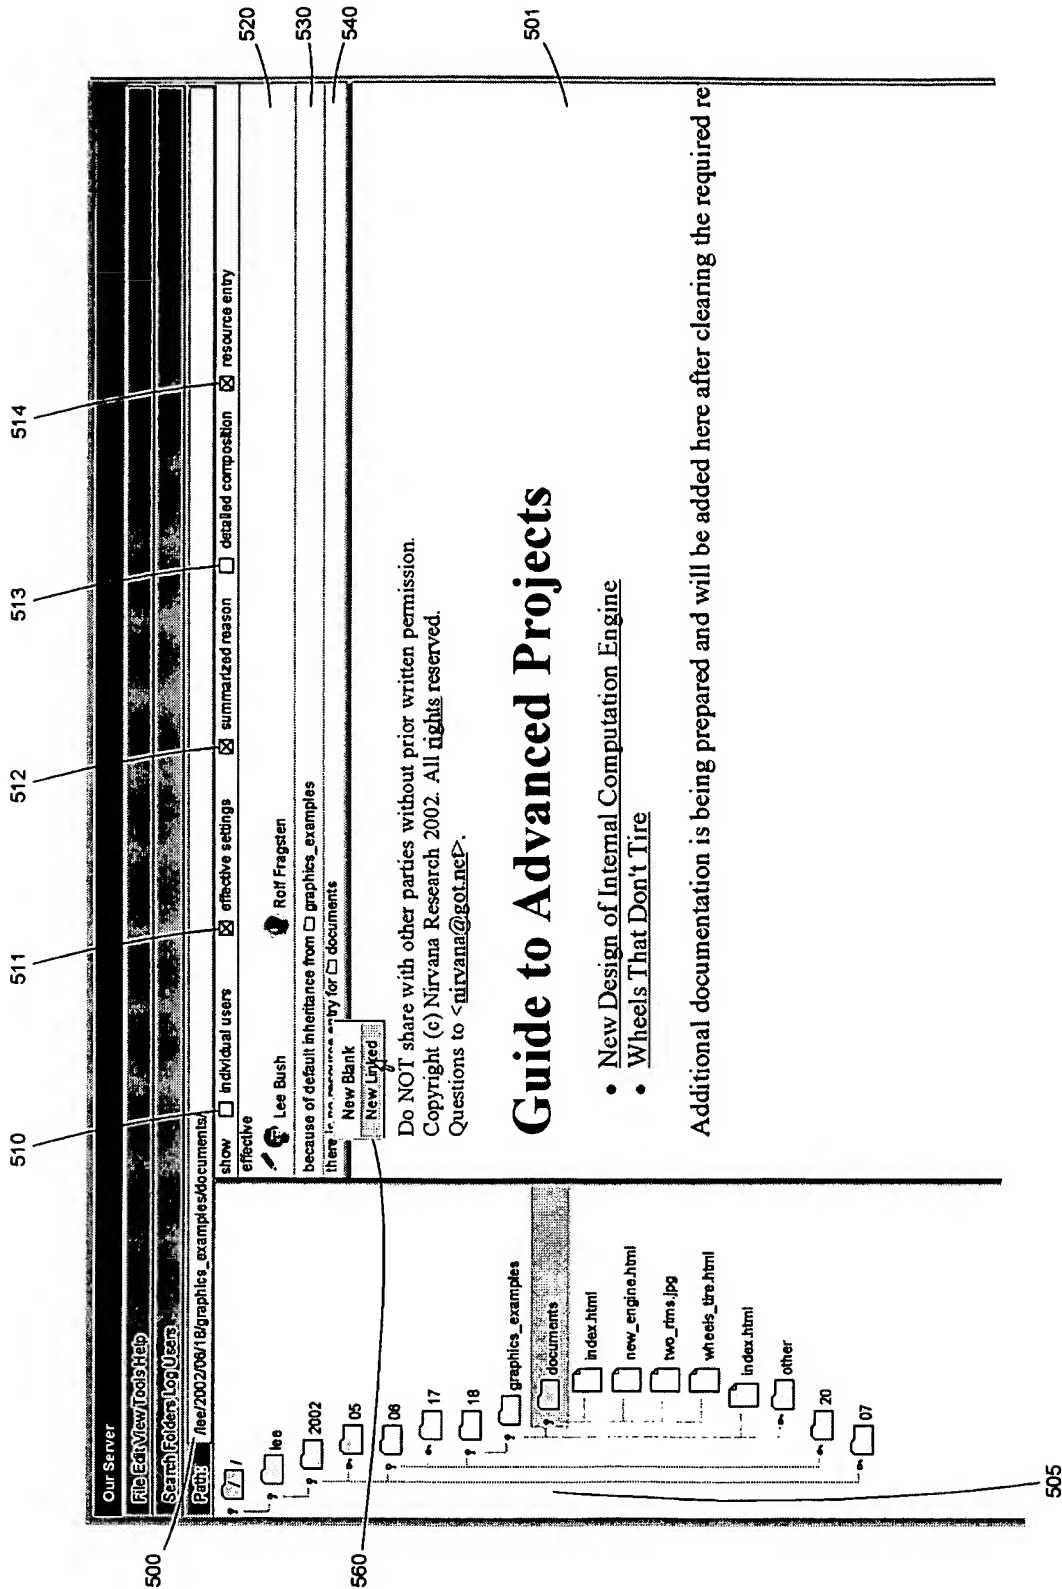 Our Server
File Edit View Tools Help
Search Folders Log Users
Path: /lee/2002/06/18/graphics_examples/documents/
show individual users effective settings summarized reason detailed composition resource entry
effective
Lee Bush Rolf Fragsten
because of default inheritance from graphics_examples
there is no resource entry for documents
New Blank
New Linked
/
lee
2002
05
06
17
18
graphics_examples
documents
index.html
new_engine.html
two_rims.jpg
wheels_tire.html
index.html
other
20
07
Do NOT share with other parties without prior written permission.
Copyright (c) Nirvana Research 2002. All rights reserved.
Questions to <nirvana@got.net>.
Guide to Advanced Projects
• New Design of Internal Computation Engine
• Wheels That Don't Tire
Additional documentation is being prepared and will be added here after clearing the required re
500
501
505
510
511
512
513
514
520
530
540
560